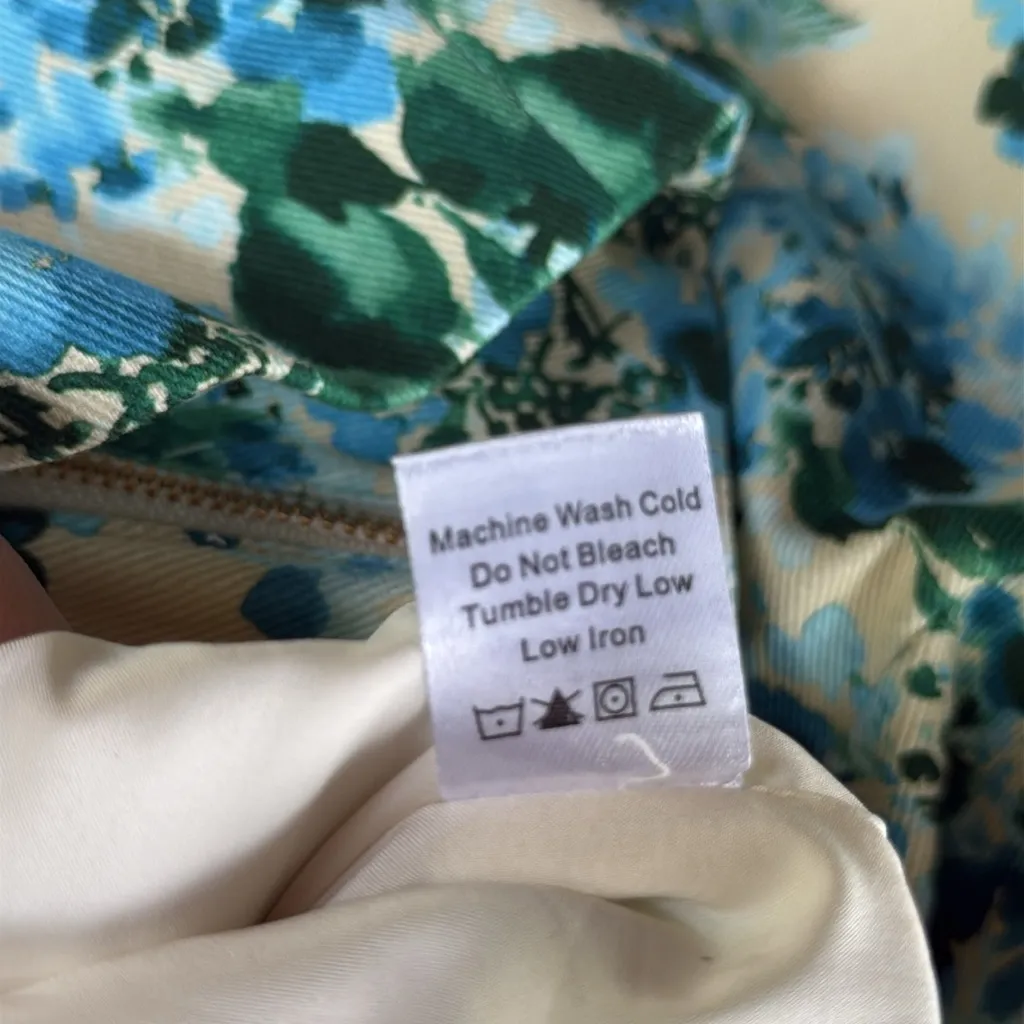 Machine Wash Cold
Do Not Bleach
Tumble Dry Low
Low Iron